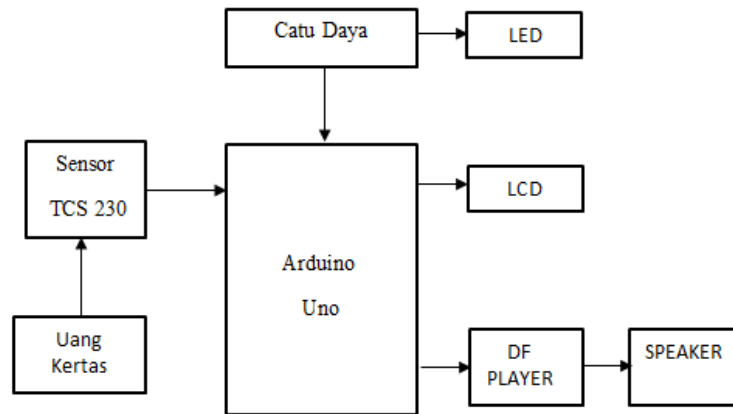 Catu Daya
LED
Sensor
TCS 230
LCD
Arduino
Uno
Uang
Kertas
DF
PLAYER
SPEAKER